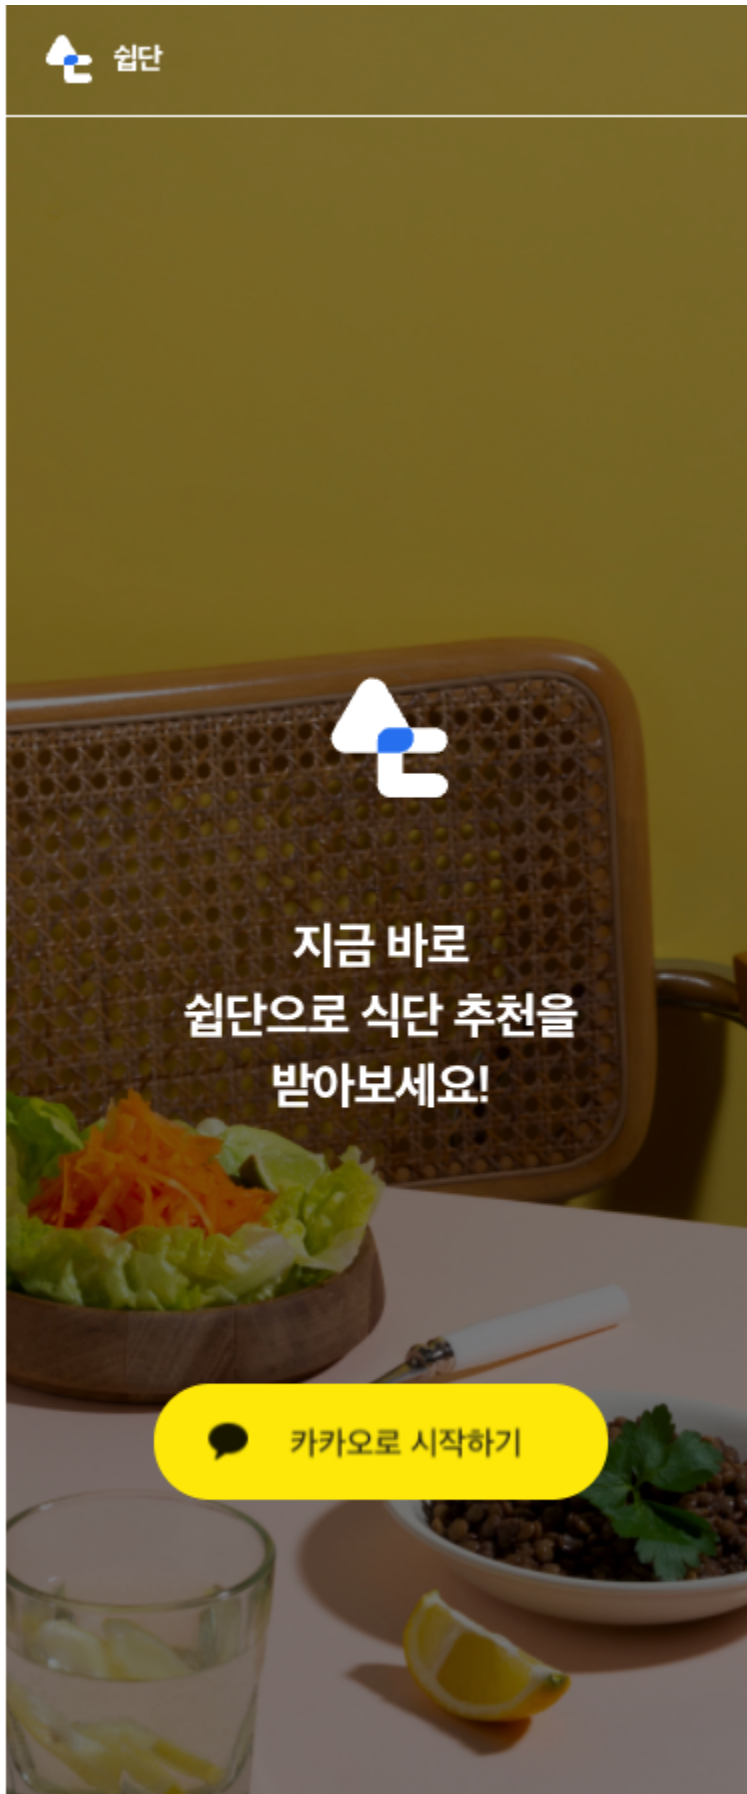 쉽단
지금 바로
쉽단으로 식단 추천을
받아보세요!
카카오로 시작하기